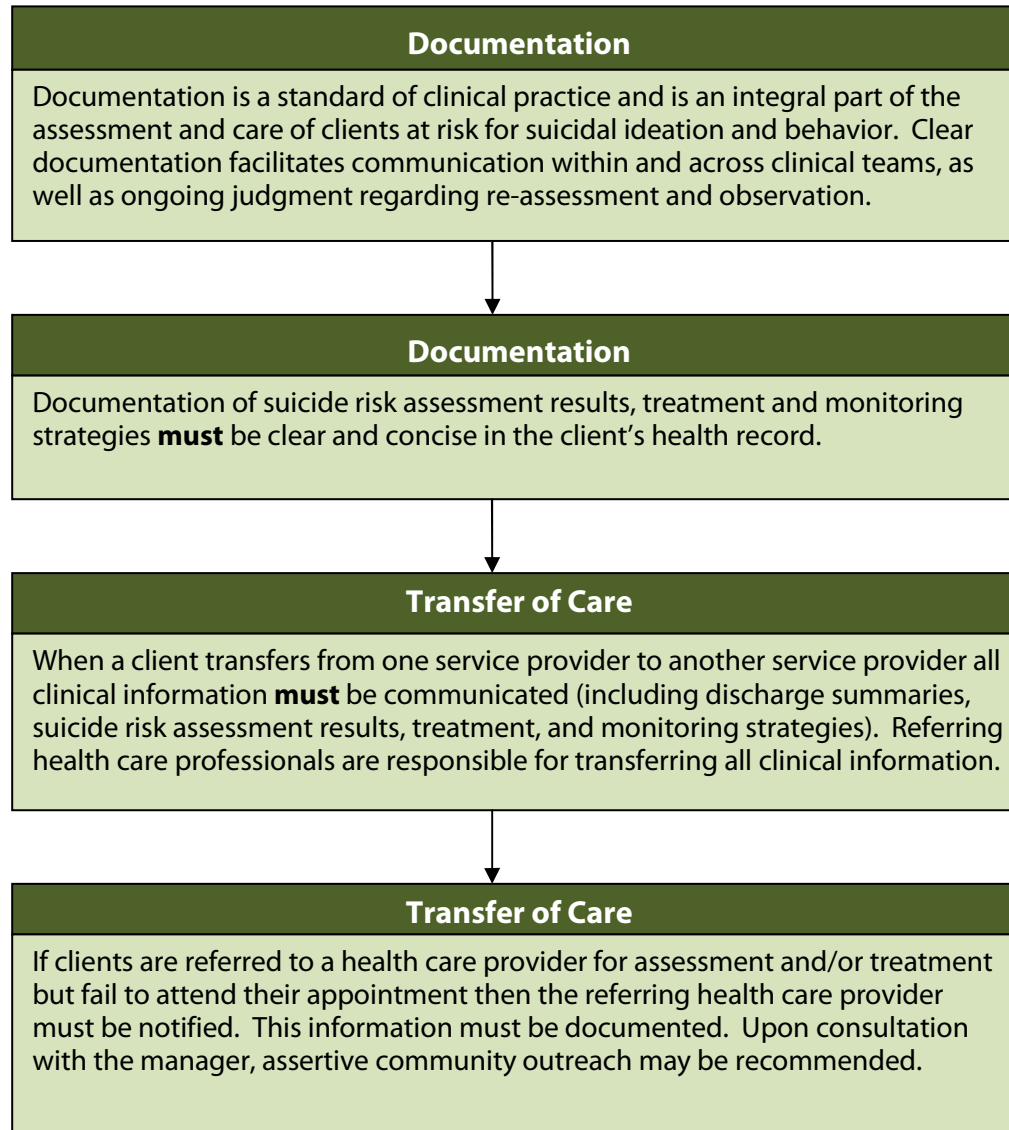 Documentation
Documentation is a standard of clinical practice and is an integral part of the
assessment and care of clients at risk for suicidal ideation and behavior.  Clear
documentation facilitates communication within and across clinical teams, as
well as ongoing judgment regarding re-assessment and observation.
Documentation
Documentation of suicide risk assessment results, treatment and monitoring
strategies must be clear and concise in the client’s health record.
Transfer of Care
When a client transfers from one service provider to another service provider all
clinical information must be communicated (including discharge summaries,
suicide risk assessment results, treatment, and monitoring strategies).  Referring
health care professionals are responsible for transferring all clinical information.
Transfer of Care
If clients are referred to a health care provider for assessment and/or treatment
but fail to attend their appointment then the referring health care provider
must be notified.  This information must be documented.  Upon consultation
with the manager, assertive community outreach may be recommended.